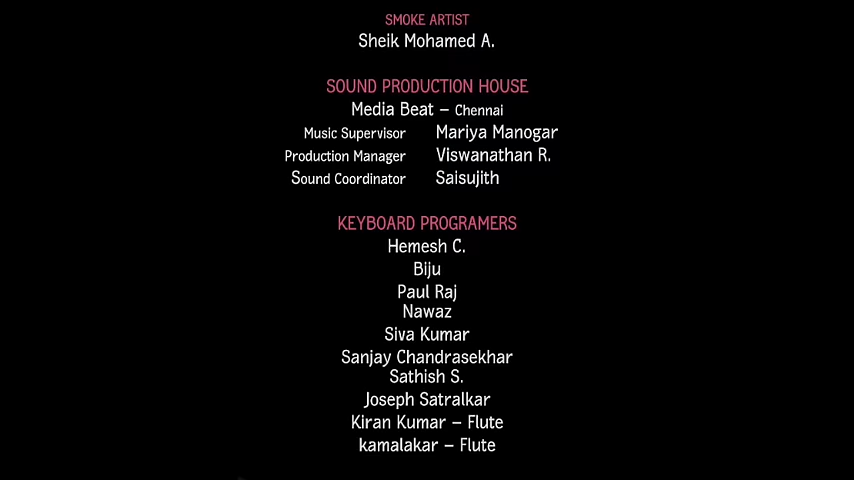 SMOKE ARTIST
Sheik Mohamed A.
SOUND PRODUCTION HOUSE
Media Beat – Chennai
Music Supervisor Mariya Manogar
Production Manager Viswanathan R.
Sound Coordinator Saisujith
KEYBOARD PROGRAMERS
Hemesh C.
Biju
Paul Raj
Nawaz
Siva Kumar
Sanjay Chandrasekhar
Sathish S.
Joseph Satralkar
Kiran Kumar – Flute
kamalakar – Flute